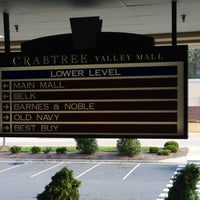 CRABTREE VALLEY MALL
LOWER LEVEL
← MAIN MALL
← BELK
← BARNES & NOBLE
← OLD NAVY
← BEST BUY